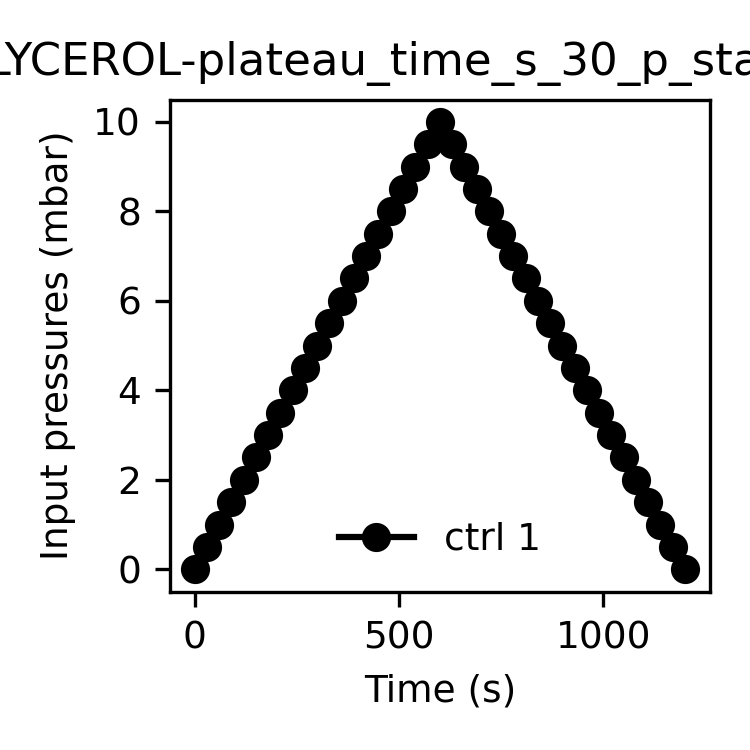 LYCEROL-plateau_time_s_30_p_sta
Input pressures (mbar)
10
8
6
4
2
0
ctrl 1
0 500 1000
Time (s)